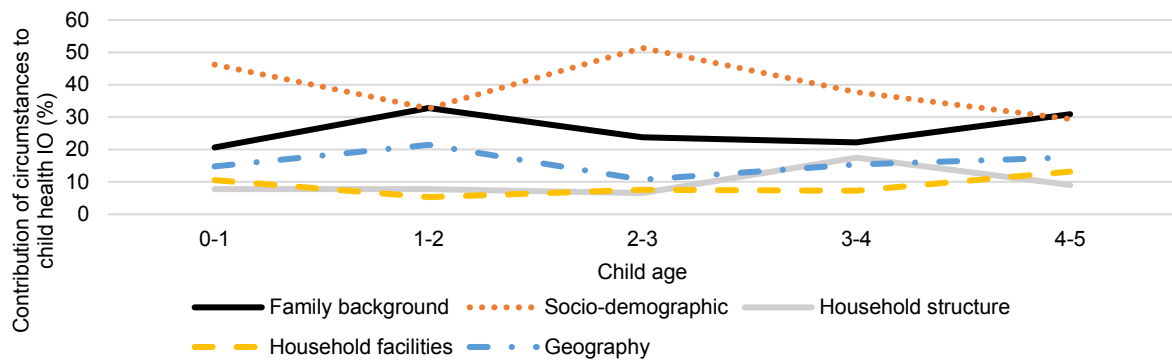 Contribution of circumstances to
child health IO (%)
60
50
40
30
20
10
0
0-1 1-2 2-3 3-4 4-5
Child age
Family background Socio-demographic Household structure
Household facilities Geography